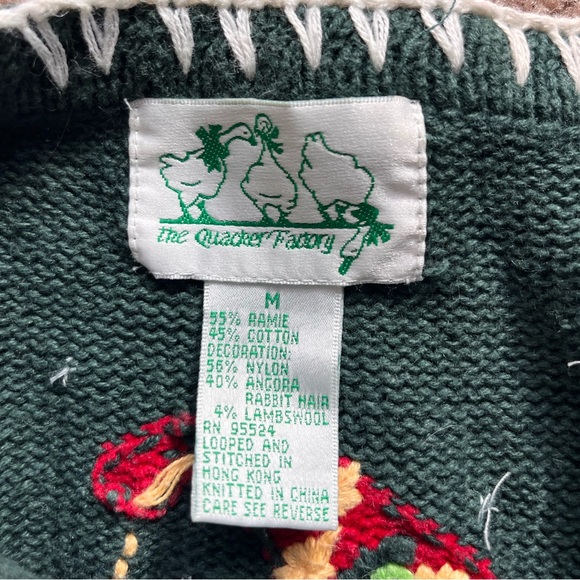 the Quacker Factory
M
55% RAMIE
45% COTTON
DECORATION:
56% NYLON
40% ANGORA
RABBIT HAIR
4% LAMBSWOOL
RN 95524
LOOPED AND
STITCHED IN
HONG KONG
KNITTED IN CHINA
CARE SEE REVERSE